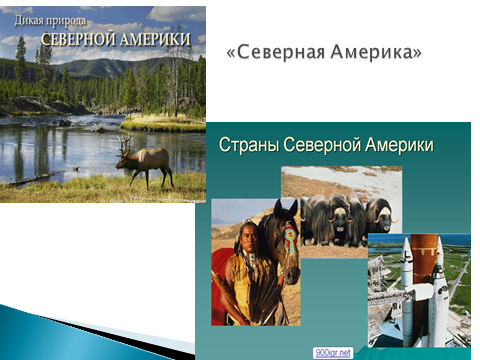 Дикая природа
СЕВЕРНОЙ АМЕРИКИ
«Северная Америка»
Страны Северной Америки
900igr.net